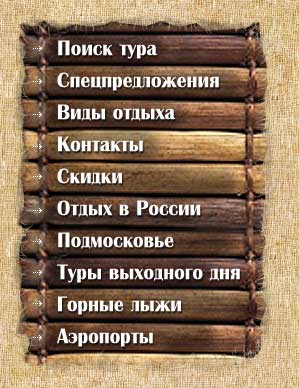 Поиск тура
Спецпредложения
Виды отдыха
Контакты
Скидки
Отдых в России
Подмосковье
Туры выходного дня
Горные лыжи
Аэропорты